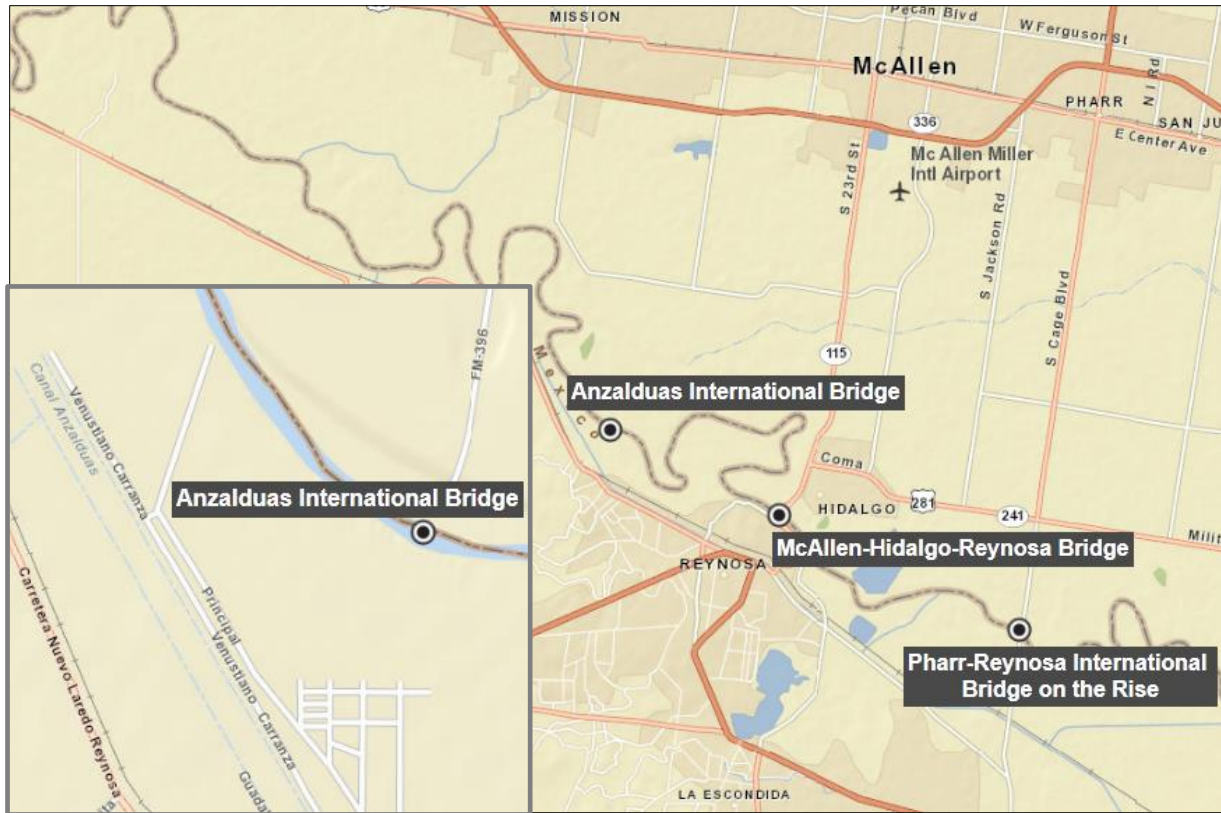 MISSION
Pecan Blvd
W Ferguson St
McAllen
N I Rd
PHARR
SAN JU
E Center Ave
336
Mc Allen Miller
Intl Airport
S 23rd St
S Jackson Rd
S Cage Blvd
115
Mexico
Anzalduas International Bridge
Coma
HIDALGO
281
241
Milit
McAllen-Hidalgo-Reynosa Bridge
REYNOSA
Pharr-Reynosa International
Bridge on the Rise
LA ESCONDIDA
FM-396
Canal Anzalduas
Venustiano Carranza
Anzalduas International Bridge
Principal
Venustiano Carranza
Carretera Nuevo Laredo Reynosa
Guadal